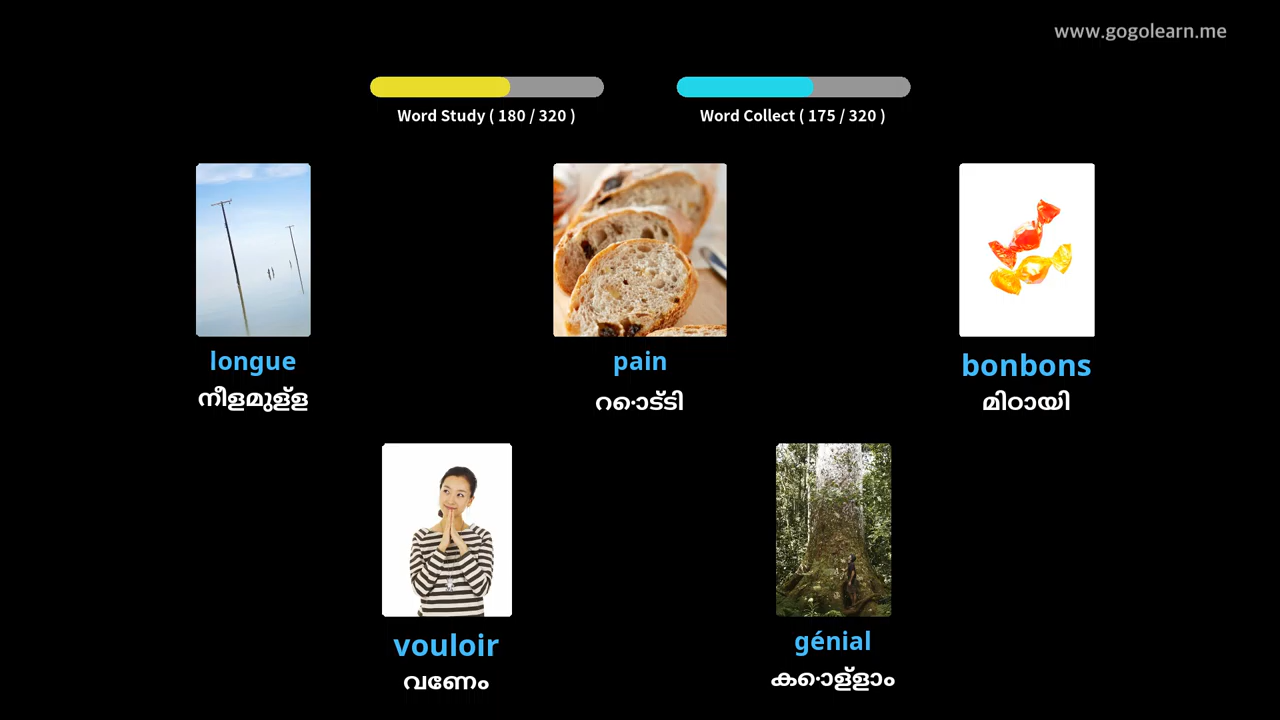 www.gogolearn.me
Word Study ( 180 / 320 )
Word Collect ( 175 / 320 )
longue
pain
bonbons
നീളമുള്ള
റൊട്ടി
മിഠായി
vouloir
génial
വണേം
കൊള്ളാം